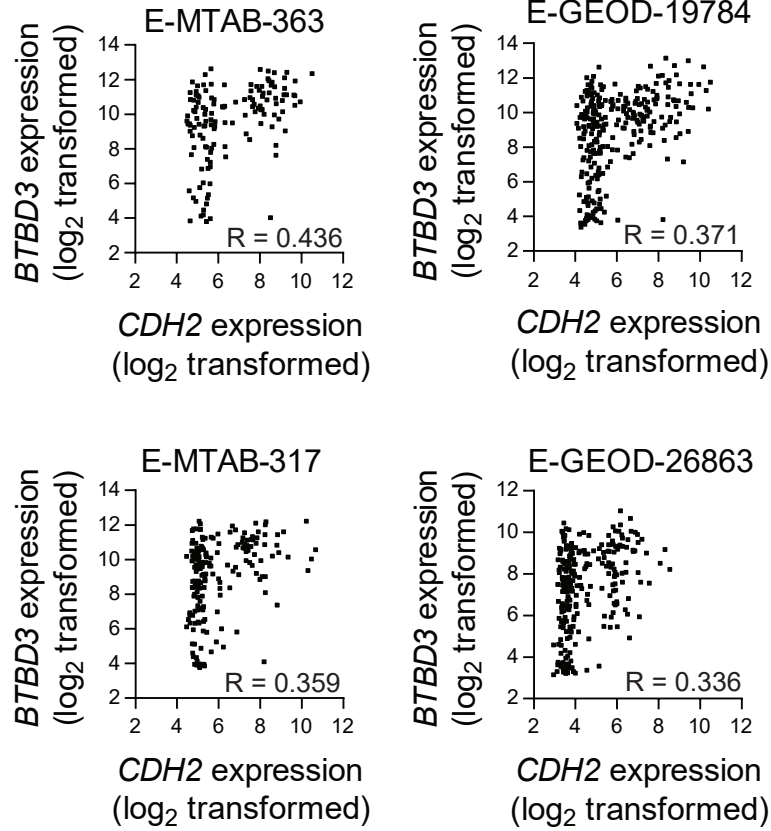 E-MTAB-363
BTBD3 expression
(log2 transformed)
14
12
10
8
6
4
2
R = 0.436
2 4 6 8 10 12
CDH2 expression
(log2 transformed)
E-GEOD-19784
BTBD3 expression
(log2 transformed)
14
12
10
8
6
4
2
R = 0.371
2 4 6 8 10 12
CDH2 expression
(log2 transformed)
E-MTAB-317
BTBD3 expression
(log2 transformed)
14
12
10
8
6
4
2
R = 0.359
2 4 6 8 10 12
CDH2 expression
(log2 transformed)
E-GEOD-26863
BTBD3 expression
(log2 transformed)
12
10
8
6
4
2
R = 0.336
2 4 6 8 10 12
CDH2 expression
(log2 transformed)